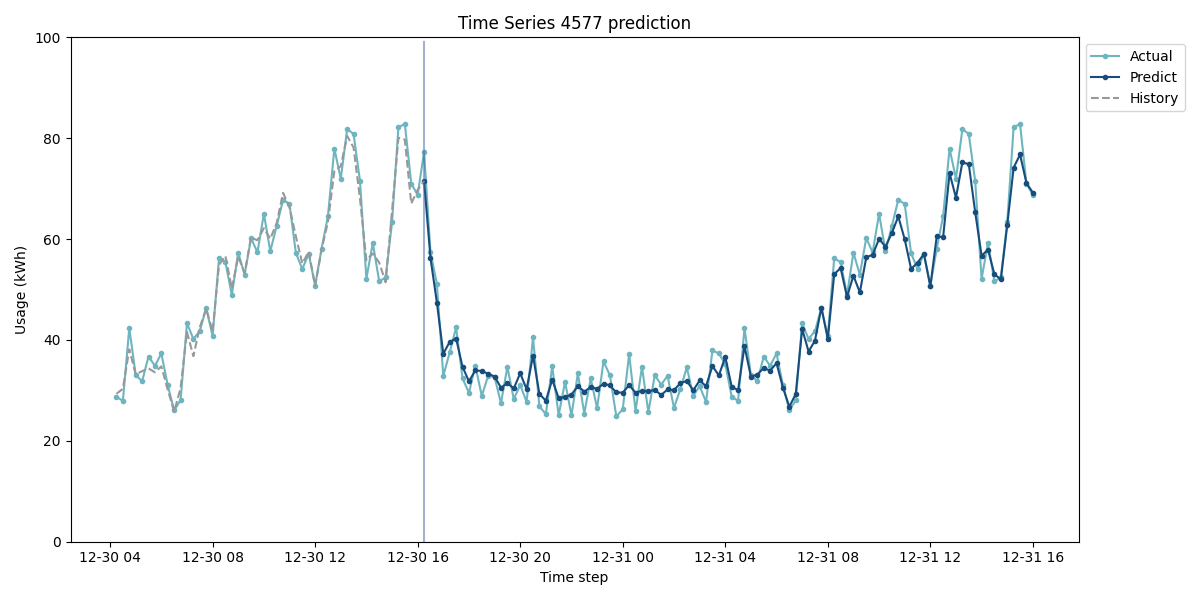 Time Series 4577 prediction
Usage (kWh)
100
80
60
40
20
0
12-30 04
12-30 08
12-30 12
12-30 16
12-30 20
12-31 00
12-31 04
12-31 08
12-31 12
12-31 16
Time step
Actual
Predict
History